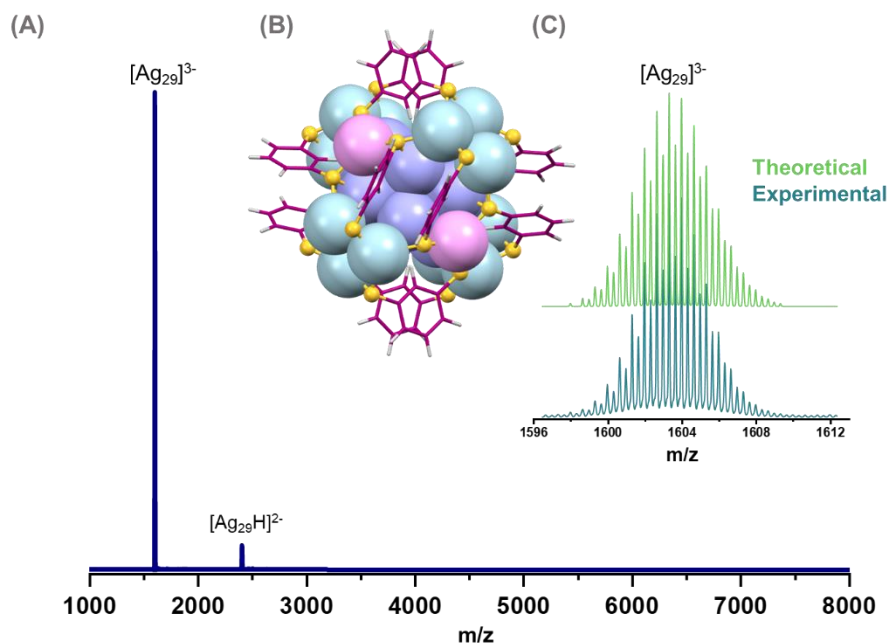 (A)
(B)
(C)
[Ag₂₉]³⁻
[Ag₂₉]³⁻
Theoretical
Experimental
1596 1600 1604 1608 1612
m/z
[Ag₂₉H]²⁻
1000 2000 3000 4000 5000 6000 7000 8000
m/z